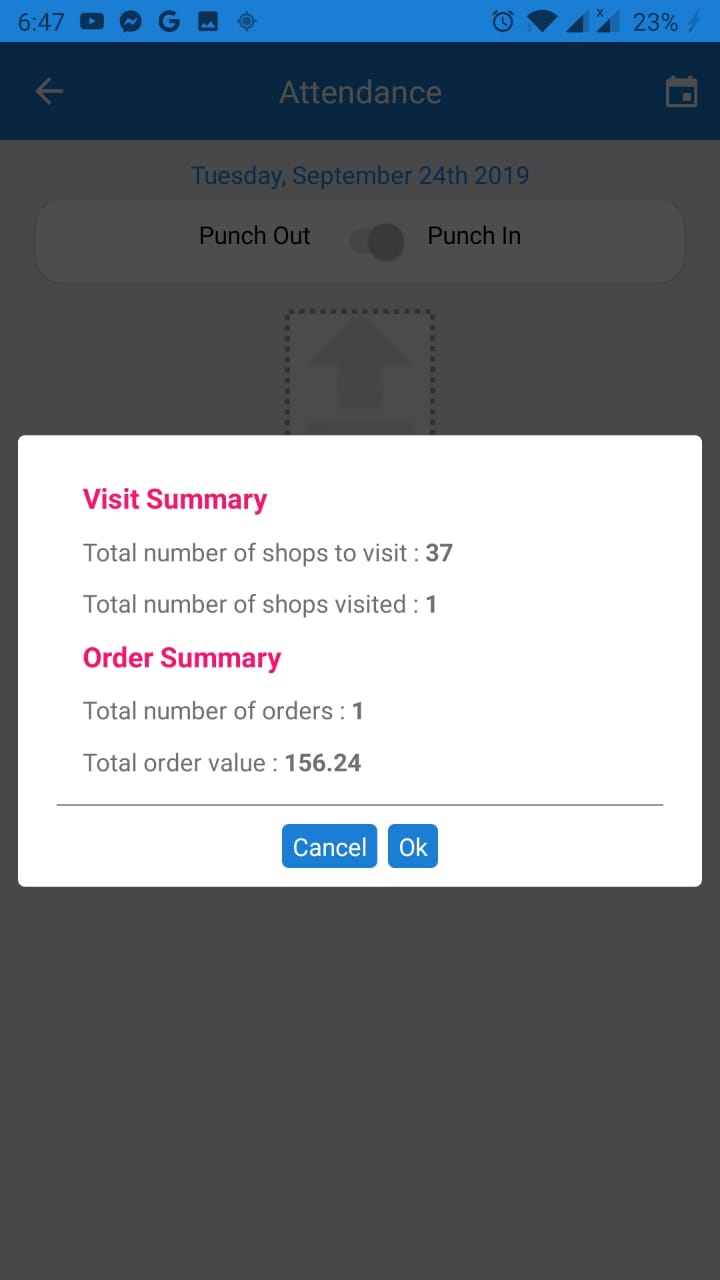 6:47 G x 23%
Attendance
Tuesday, September 24th 2019
Punch Out Punch In
Visit Summary
Total number of shops to visit : 37
Total number of shops visited : 1
Order Summary
Total number of orders : 1
Total order value : 156.24
Cancel Ok